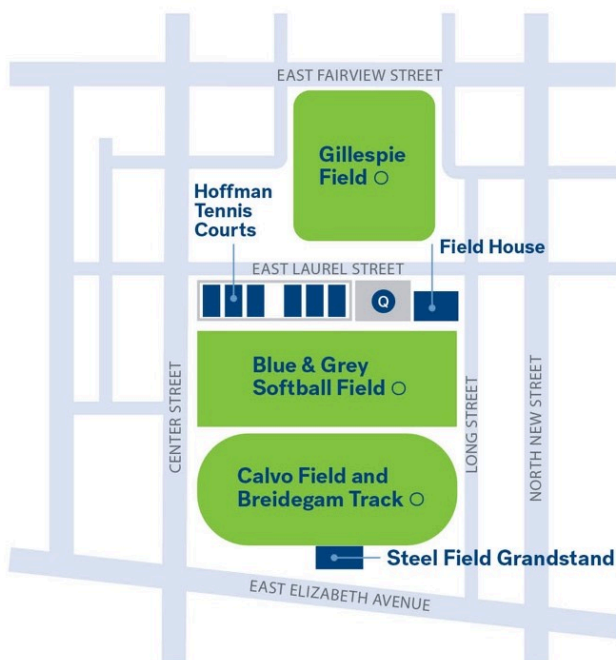 EAST FAIRVIEW STREET
Gillespie
Field
Hoffman
Tennis
Courts
Field House
EAST LAUREL STREET
Q
Blue & Grey
Softball Field
CENTER STREET
LONG STREET
NORTH NEW STREET
Calvo Field and
Breidegam Track
Steel Field Grandstand
EAST ELIZABETH AVENUE